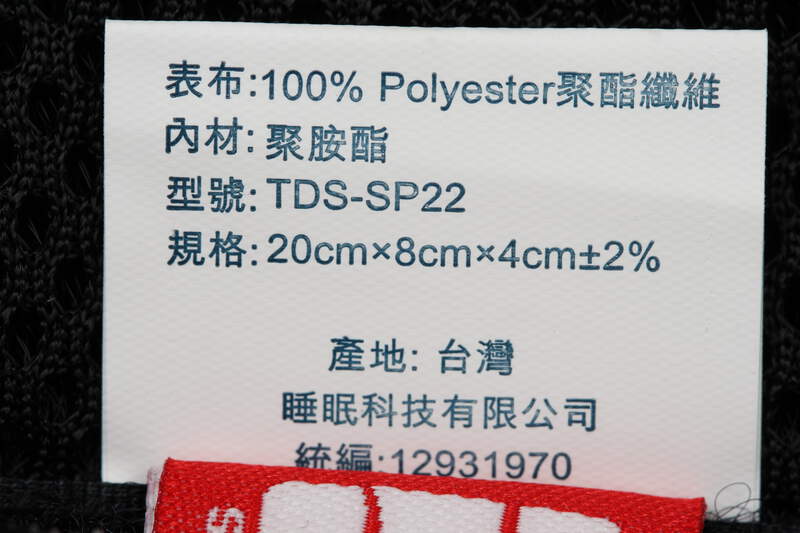 表布:100% Polyester聚酯纖維
內材:聚胺酯
型號:TDS-SP22
規格:20cm×8cm×4cm±2%
產地:台灣
睡眠科技有限公司
統編:12931970
S